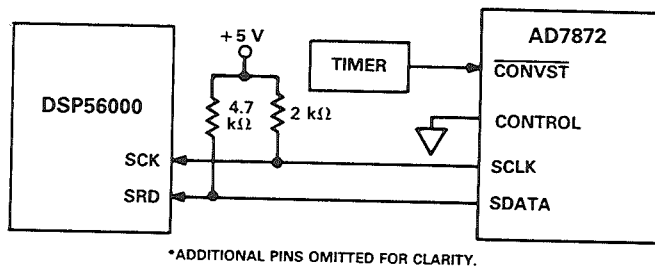 +5 V
AD7872
TIMER
CONVST
DSP56000
4.7
kΩ
2 kΩ
CONTROL
SCK
SCLK
SRD
SDATA
*ADDITIONAL PINS OMITTED FOR CLARITY.